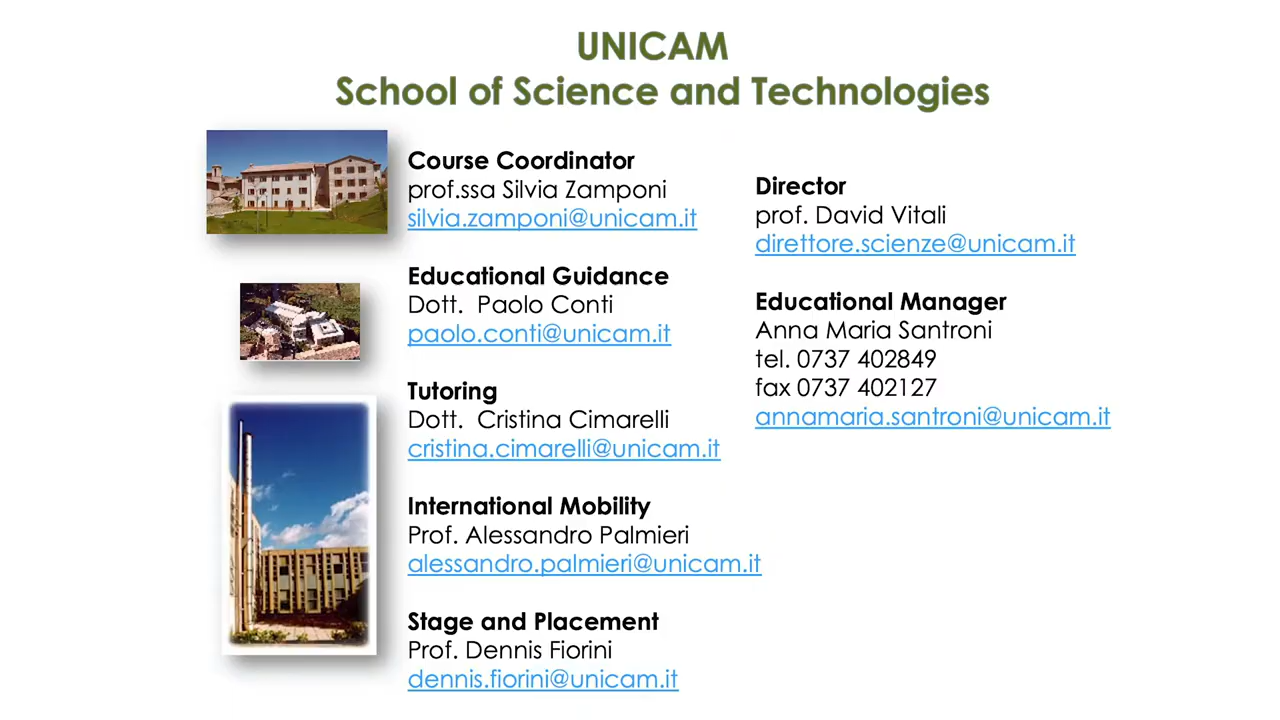 UNICAM
School of Science and Technologies
Course Coordinator
prof.ssa Silvia Zamponi
silvia.zamponi@unicam.it
Educational Guidance
Dott.  Paolo Conti
paolo.conti@unicam.it
Tutoring
Dott.  Cristina Cimarelli
cristina.cimarelli@unicam.it
International Mobility
Prof. Alessandro Palmieri
alessandro.palmieri@unicam.it
Stage and Placement
Prof. Dennis Fiorini
dennis.fiorini@unicam.it
Director
prof. David Vitali
direttore.scienze@unicam.it
Educational Manager
Anna Maria Santroni
tel. 0737 402849
fax 0737 402127
annamaria.santroni@unicam.it